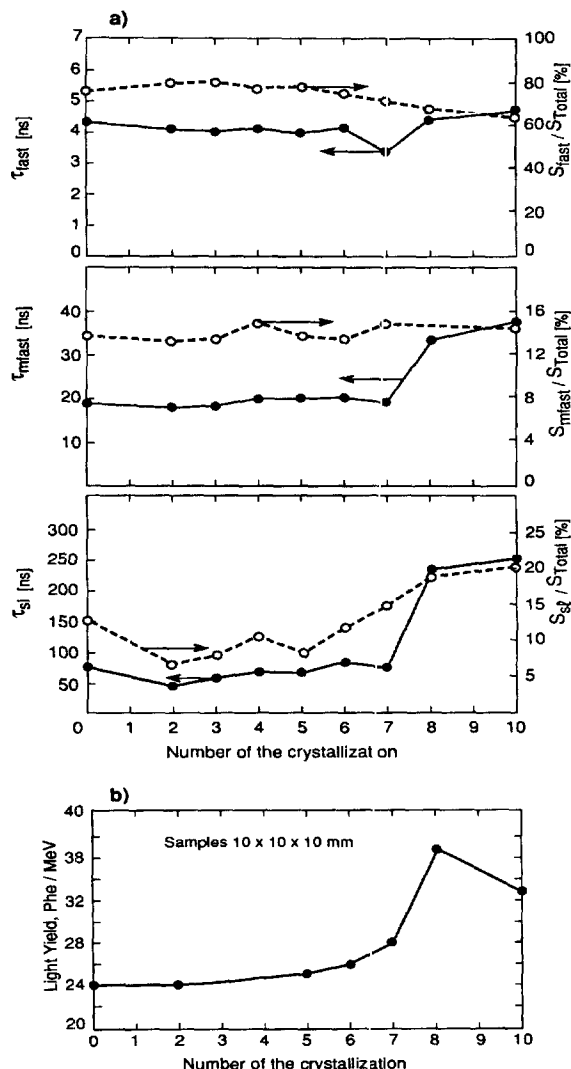 a)
7
6
5
4
3
2
1
0
τfast [ns]
100
80
60
40
20
0
Sfast / STotal [%]
40
30
20
10
τmfast [ns]
16
12
8
4
0
Smfast / STotal [%]
300
250
150
100
50
τsl [ns]
25
20
15
10
5
Ssℓ / STotal [%]
0 1 2 3 4 5 6 7 8 9 10
Number of the crystallization
b)
Samples 10 x 10 x 10 mm
40
38
32
28
24
20
Light Yield, Phe / MeV
0 1 2 3 4 5 6 7 8 9 10
Number of the crystallization